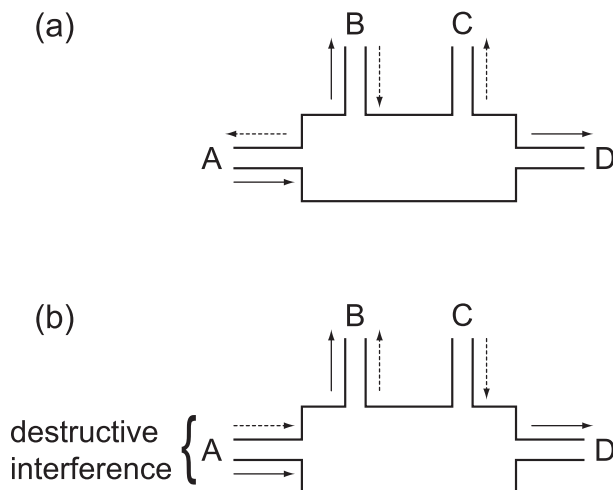 (a)
B C
A D
(b)
B C
destructive
interference { A D